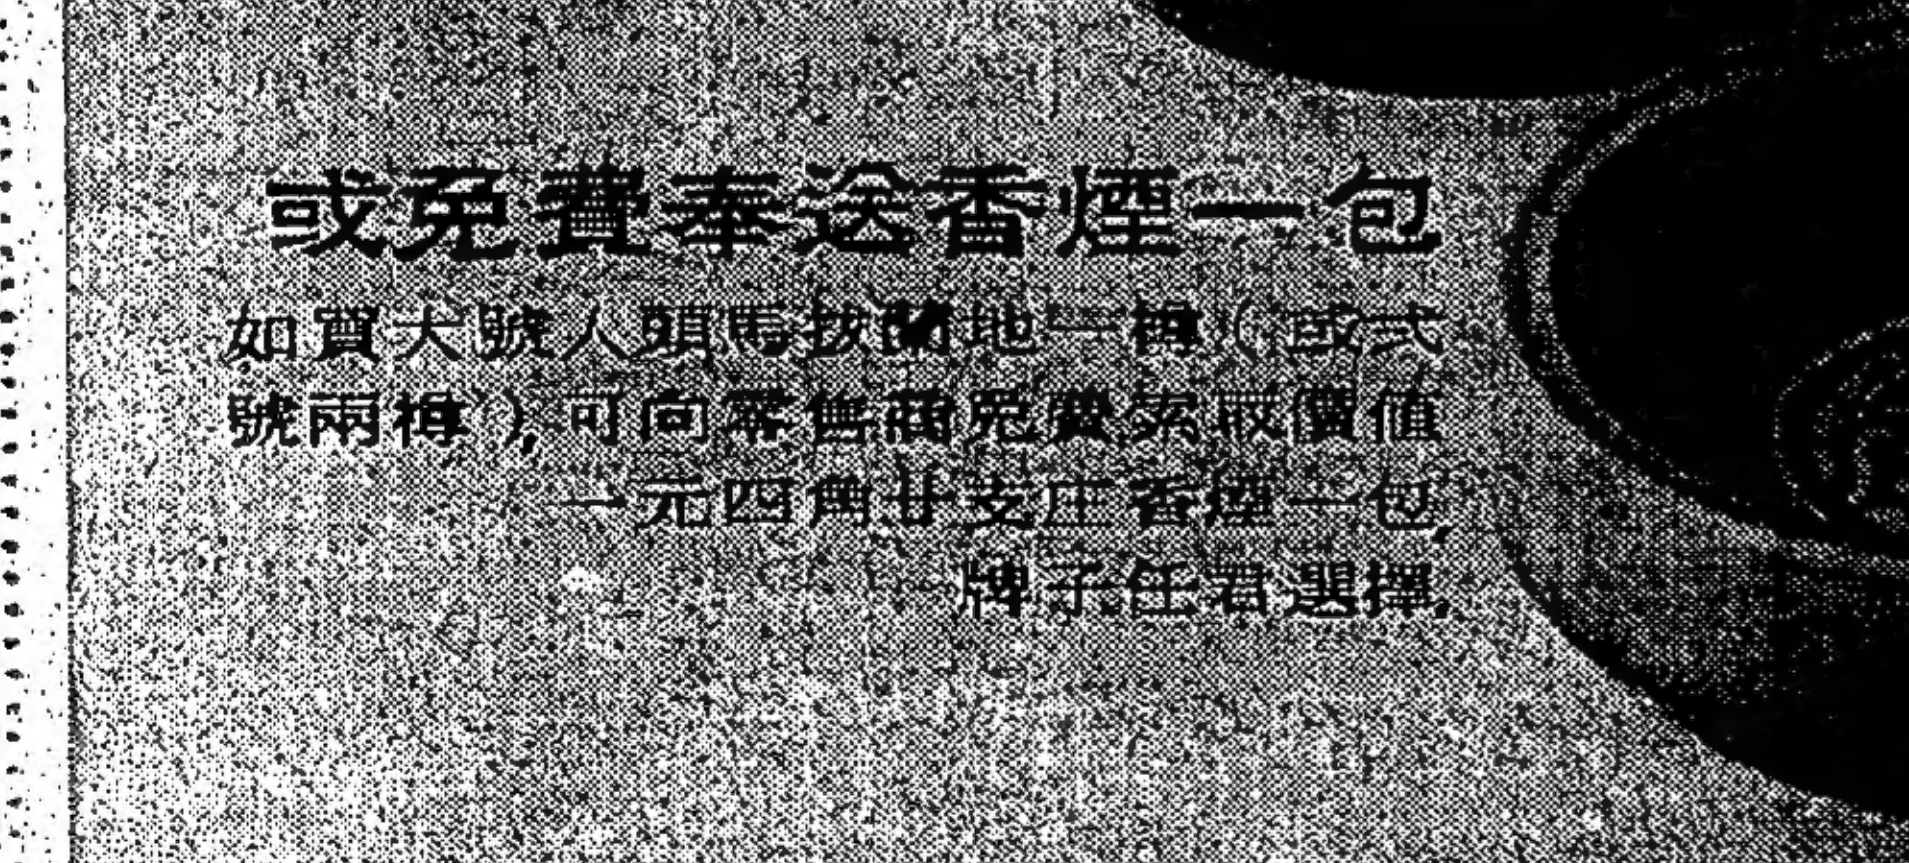 或免費奉送香煙一包
如買大號人頭馬拔蘭地一樽（或弍
號兩樽），可向零售商免費索取價值
一元四角廿支庄香煙一包，
牌子任君選擇。